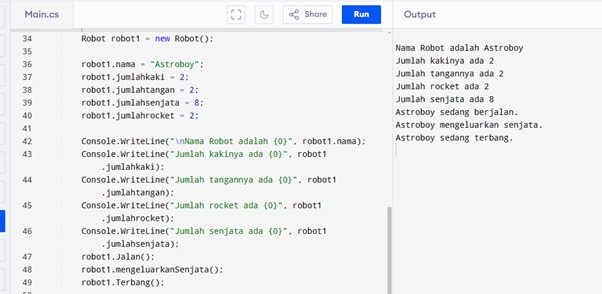 Main.cs
Share
Run
Output
34 Robot robot1 = new Robot();
35
36 robot1.nama = "Astroboy";
37 robot1.jumlahkaki = 2;
38 robot1.jumlahtangan = 2;
39 robot1.jumlahsenjata = 8;
40 robot1.jumlahrocket = 2;
41
42 Console.WriteLine("\nNama Robot adalah {0}", robot1.nama);
43 Console.WriteLine("Jumlah kakinya ada {0}", robot1
.jumlahkaki);
44 Console.WriteLine("Jumlah tangannya ada {0}", robot1
.jumlahtangan);
45 Console.WriteLine("Jumlah rocket ada {0}", robot1
.jumlahrocket);
46 Console.WriteLine("Jumlah senjata ada {0}", robot1
.jumlahsenjata);
47 robot1.Jalan();
48 robot1.mengeluarkanSenjata();
49 robot1.Terbang();
Nama Robot adalah Astroboy
Jumlah kakinya ada 2
Jumlah tangannya ada 2
Jumlah rocket ada 2
Jumlah senjata ada 8
Astroboy sedang berjalan.
Astroboy mengeluarkan senjata.
Astroboy sedang terbang.